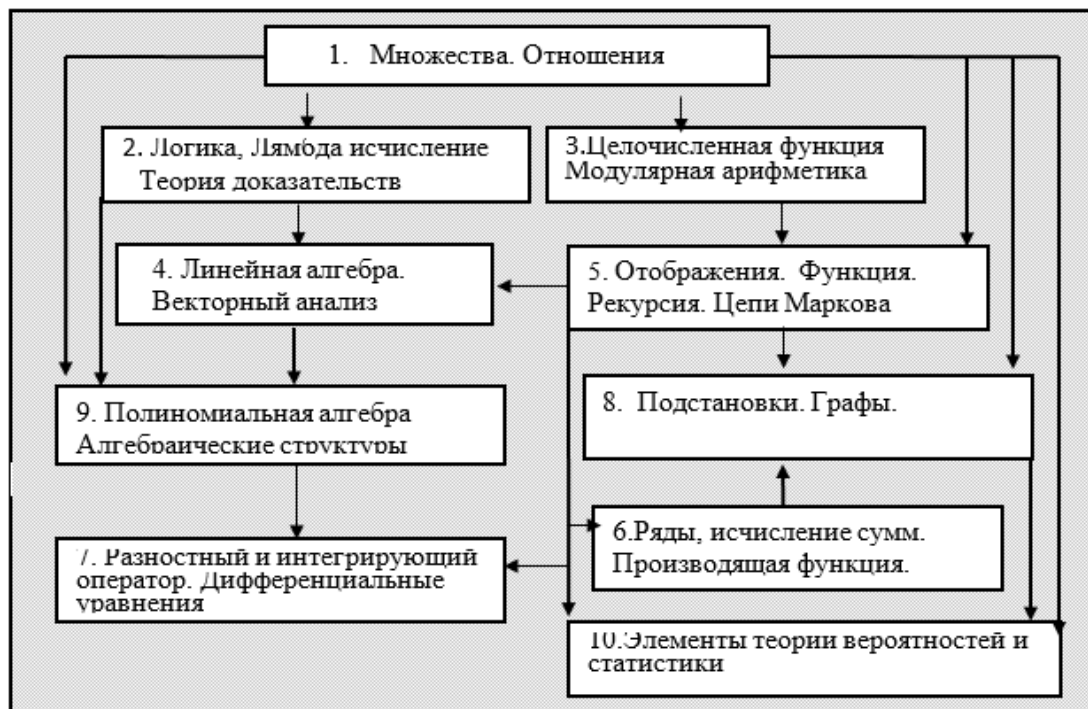 1. Множества. Отношения
2. Логика, Лямбда исчисление
Теория доказательств
3.Целочисленная функция
Модулярная арифметика
4. Линейная алгебра.
Векторный анализ
5. Отображения. Функция.
Рекурсия. Цепи Маркова
9. Полиномиальная алгебра
Алгебраические структуры
8. Подстановки. Графы.
6.Ряды, исчисление сумм.
Производящая функция.
7. Разностный и интегрирующий
оператор. Дифференциальные
уравнения
10.Элементы теории вероятностей и
статистики